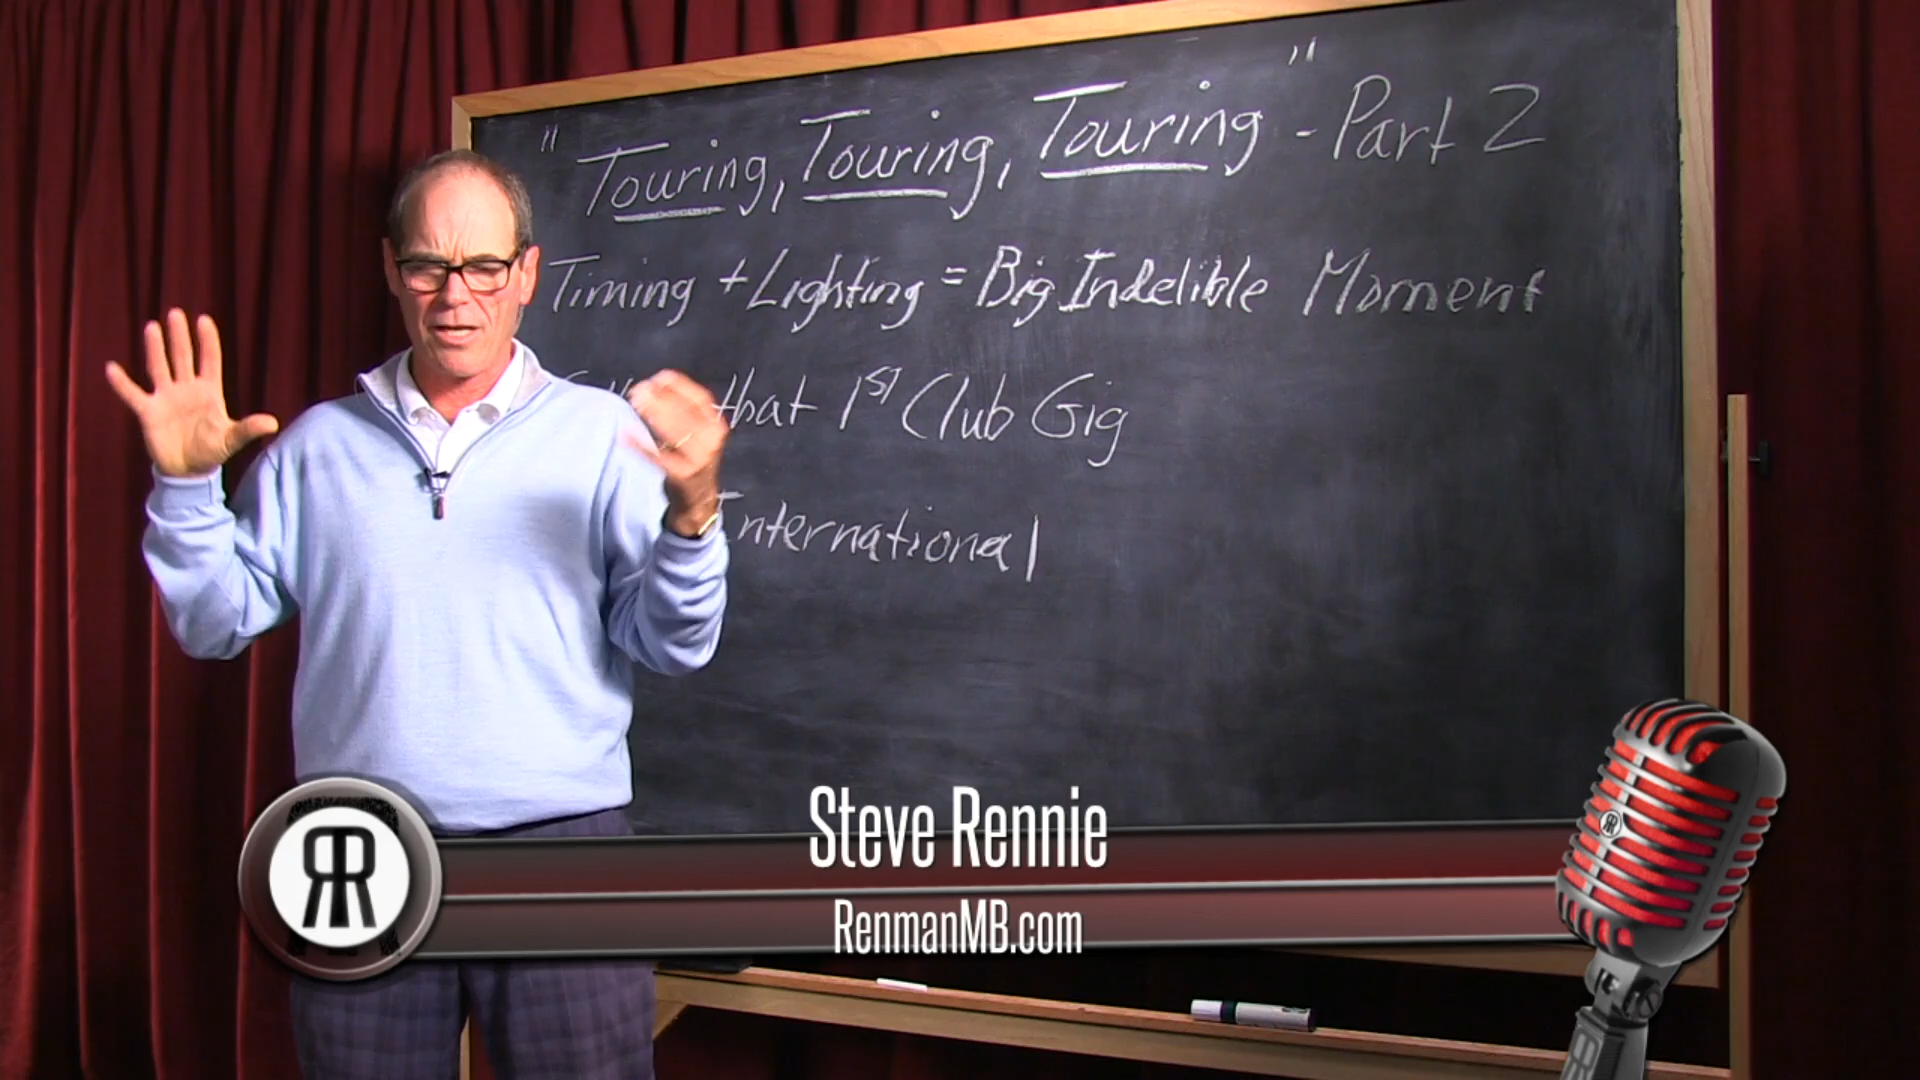 "Touring, Touring, Touring" - Part 2
Timing + Lighting = Big Indelible Moment
that 1st Club Gig
International
Steve Rennie
RenmanMB.com
RR